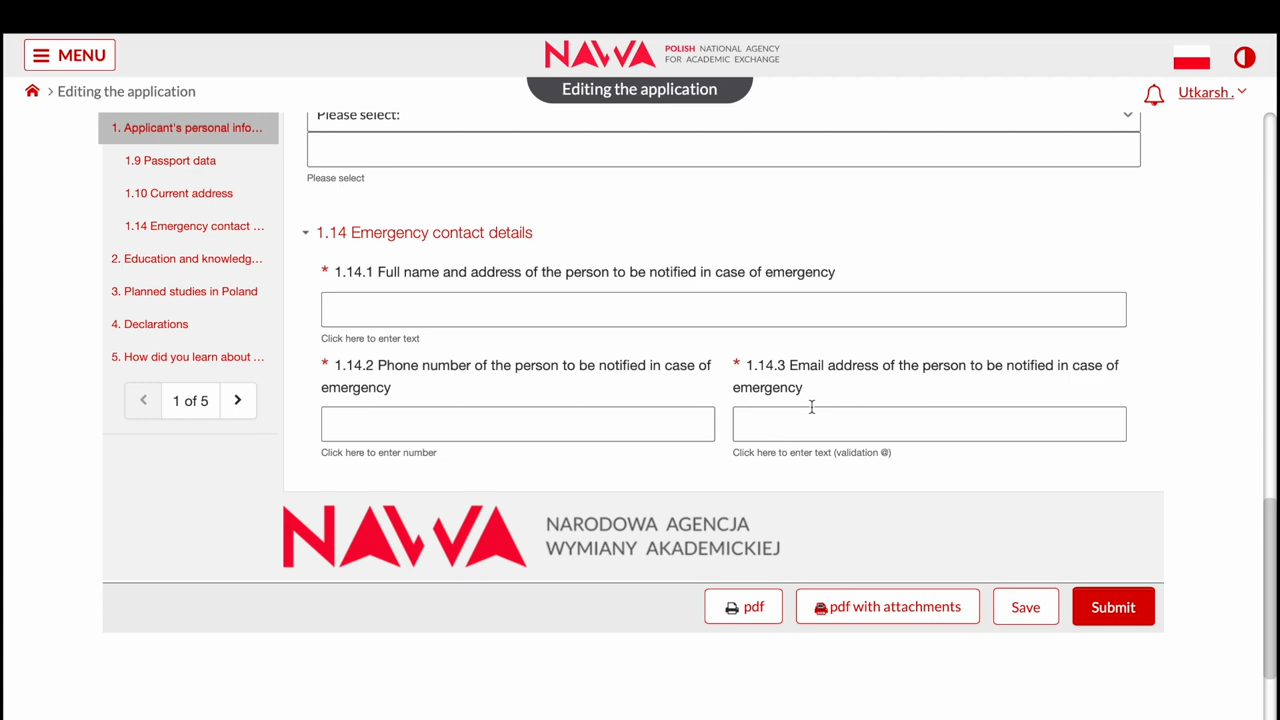 MENU
NAWA POLISH NATIONAL AGENCY
FOR ACADEMIC EXCHANGE
Editing the application
> Editing the application
Utkarsh .
1. Applicant's personal info...
1.9 Passport data
1.10 Current address
1.14 Emergency contact ...
2. Education and knowledg...
3. Planned studies in Poland
4. Declarations
5. How did you learn about ...
< 1 of 5 >
Please select:
Please select
1.14 Emergency contact details
* 1.14.1 Full name and address of the person to be notified in case of emergency
Click here to enter text
* 1.14.2 Phone number of the person to be notified in case of
emergency
Click here to enter number
* 1.14.3 Email address of the person to be notified in case of
emergency
Click here to enter text (validation @)
NAWA NARODOWA AGENCJA
WYMIANY AKADEMICKIEJ
pdf
pdf with attachments
Save
Submit